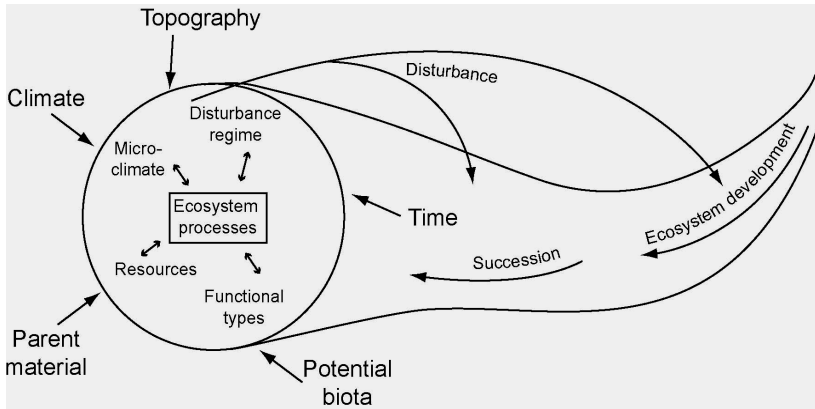 Topography
Climate
Disturbance
regime
Micro-
climate
Ecosystem
processes
Resources
Functional
types
Parent
material
Potential
biota
Time
Disturbance
Succession
Ecosystem development